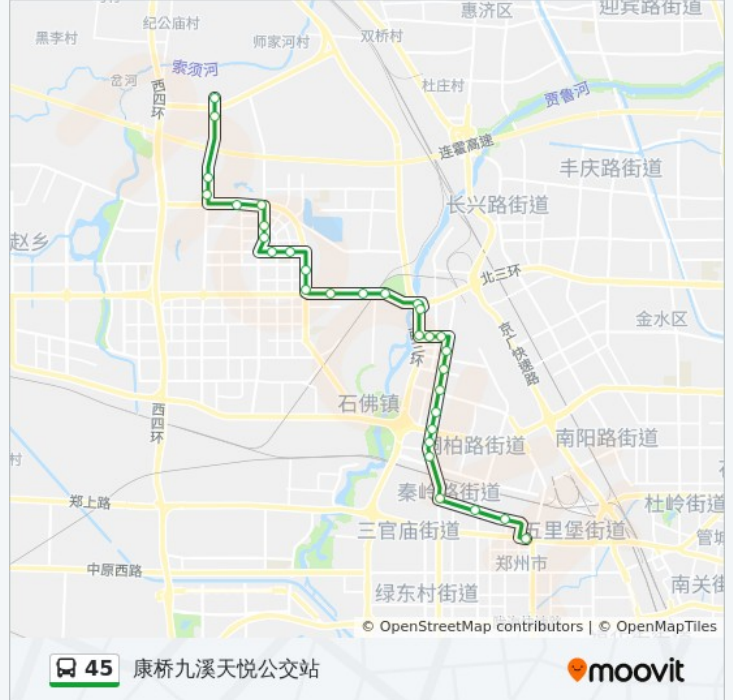 惠济区
迎宾路街道
纪公庙村
黑李村
师家河村
双桥村
索须河
岔河
西四环
杜庄村
贾鲁河
连霍高速
丰庆路街道
长兴路街道
赵乡
北三环
金水区
京广快速路
石佛镇
西四环
桐柏路街道
南阳路街道
村
秦岭路街道
郑上路
杜岭街道
三官庙街道
五里堡街道
管城
郑州市
中原西路
绿东村街道
南关街
© OpenStreetMap contributors | © OpenMapTiles
45 康桥九溪天悦公交站
moovit